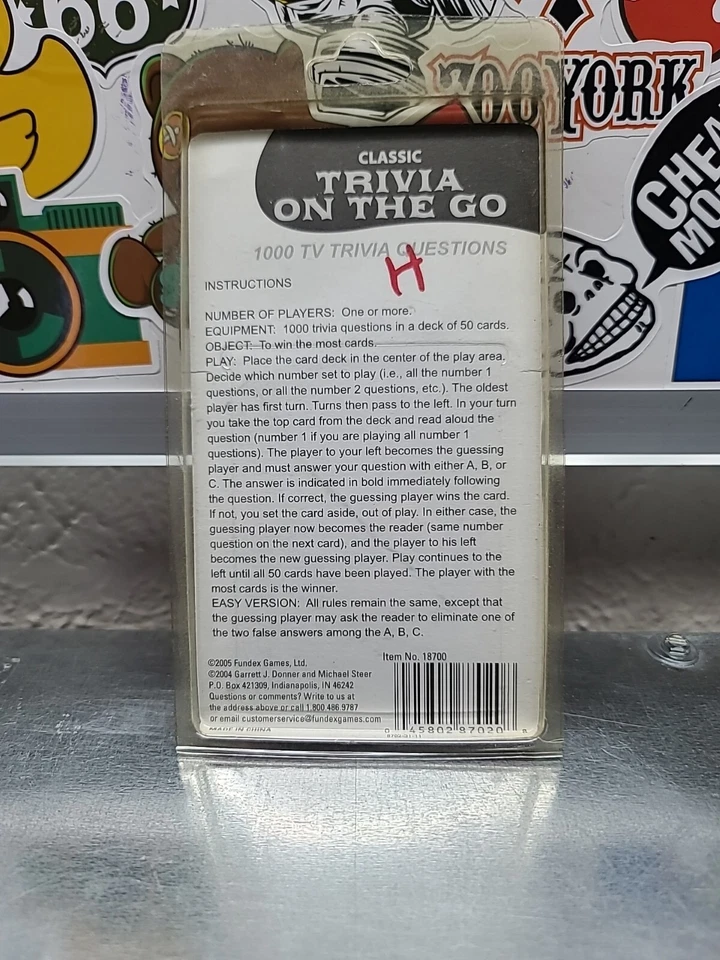 66
ZOO YORK
CLASSIC
TRIVIA
ON THE GO
1000 TV TRIVIA QUESTIONS
H
INSTRUCTIONS
NUMBER OF PLAYERS: One or more.
EQUIPMENT: 1000 trivia questions in a deck of 50 cards.
OBJECT: To win the most cards.
PLAY: Place the card deck in the center of the play area.
Decide which number set to play (i.e., all the number 1
questions, or all the number 2 questions, etc.). The oldest
player has first turn. Turns then pass to the left. In your turn
you take the top card from the deck and read aloud the
question (number 1 if you are playing all number 1
questions). The player to your left becomes the guessing
player and must answer your question with either A, B, or
C. The answer is indicated in bold immediately following
the question. If correct, the guessing player wins the card.
If not, you set the card aside, out of play. In either case, the
guessing player now becomes the reader (same number
question on the next card), and the player to his left
becomes the new guessing player. Play continues to the
left until all 50 cards have been played. The player with the
most cards is the winner.
EASY VERSION: All rules remain the same, except that
the guessing player may ask the reader to eliminate one of
the two false answers among the A, B, C.
©2005 Fundex Games, Ltd.
©2004 Garrett J. Donner and Michael Steer
P.O. Box 421309, Indianapolis, IN 46242
Questions or comments? Write to us at
the address above or call 1.800.486.9787
or email customerservice@fundexgames.com
MADE IN CHINA
Item No. 18700
0 45802 87020 8